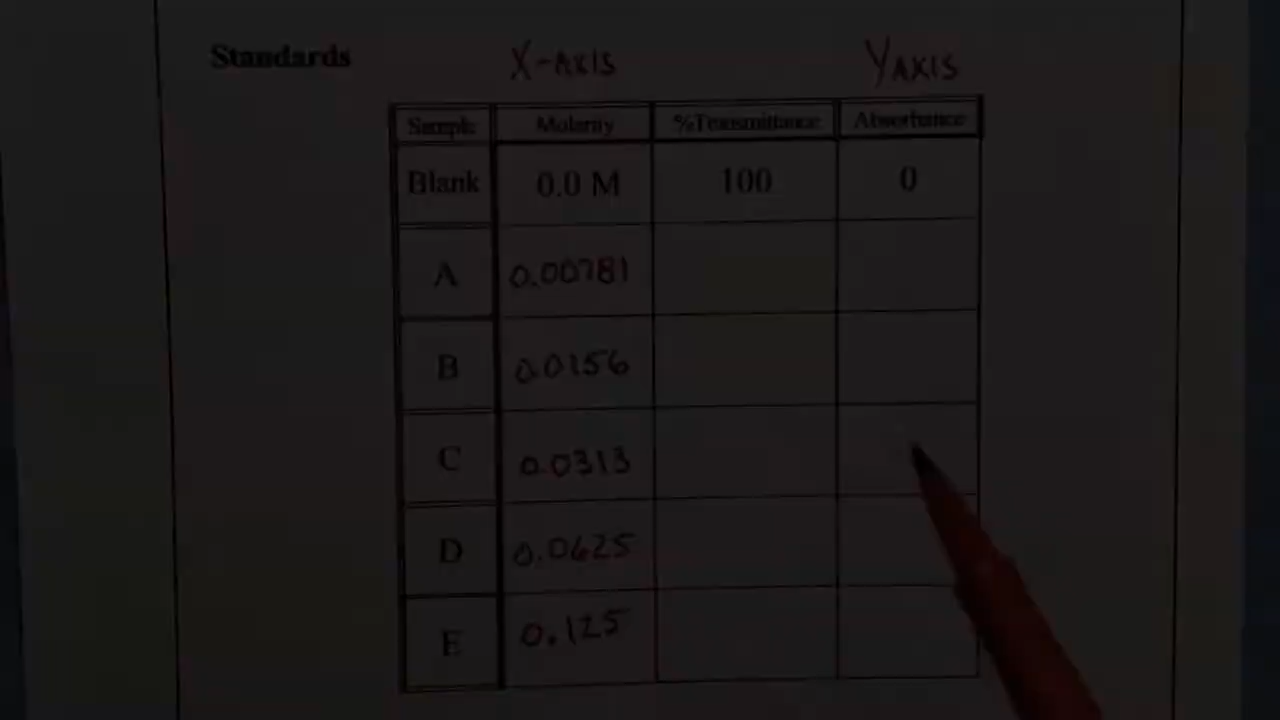 Standards X-AXIS YAXIS
Sample Molarity %Transmittance Absorbance
Blank 0.0 M 100 0
A 0.00781
B 0.0156
C 0.0313
D 0.0625
E 0.125